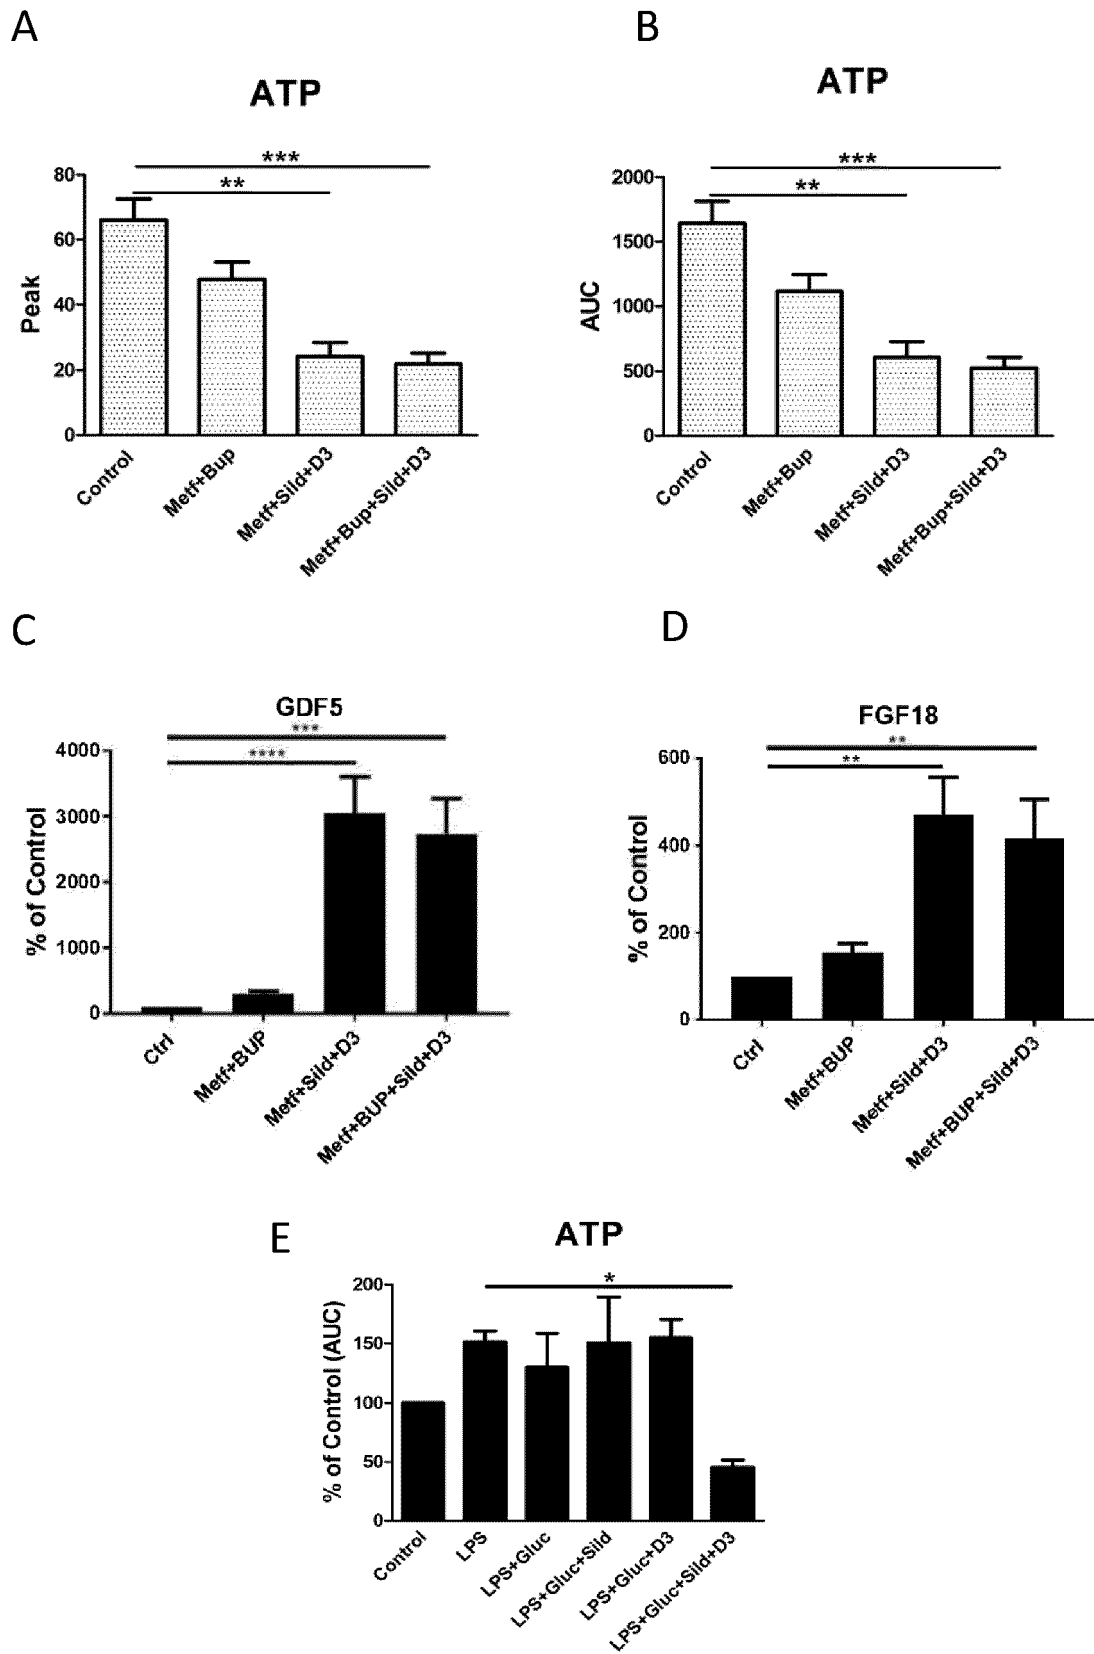 A
ATP
***
**
80
60
40
20
0
Peak
Control
Metf+Bup
Metf+Sild+D3
Metf+Bup+Sild+D3
B
ATP
***
**
2000
1500
1000
500
0
AUC
Control
Metf+Bup
Metf+Sild+D3
Metf+Bup+Sild+D3
C
GDF5
***
****
4000
3000
2000
1000
0
% of Control
Ctrl
Metf+BUP
Metf+Sild+D3
Metf+BUP+Sild+D3
D
FGF18
**
**
600
400
200
0
% of Control
Ctrl
Metf+BUP
Metf+Sild+D3
Metf+BUP+Sild+D3
E
ATP
*
200
150
100
50
0
% of Control (AUC)
Control
LPS
LPS+Gluc
LPS+Gluc+Sild
LPS+Gluc+D3
LPS+Gluc+Sild+D3